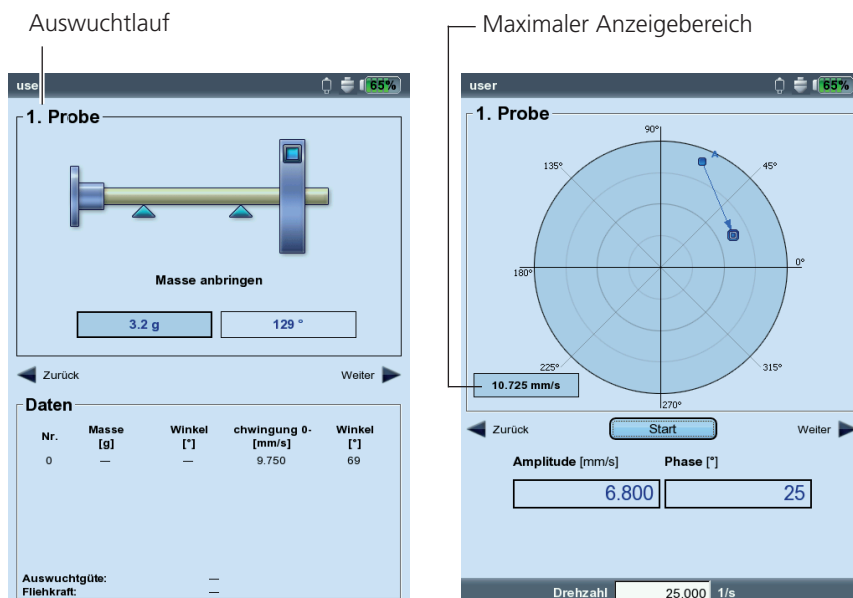 Auswuchtlauf
Maximaler Anzeigebereich
use
65%
1. Probe
Masse anbringen
3.2 g
129 °
Zurück
Weiter
Daten
Nr.
Masse
[g]
Winkel
[°]
chwingung 0-
[mm/s]
Winkel
[°]
0
—
—
9.750
69
Auswuchtgüte:
—
Fliehkraft:
—
user
65%
1. Probe
90°
135°
A
45°
180°
0°
225°
315°
270°
10.725 mm/s
Zurück
Start
Weiter
Amplitude [mm/s]
Phase [°]
6.800
25
Drehzahl
25.000
1/s